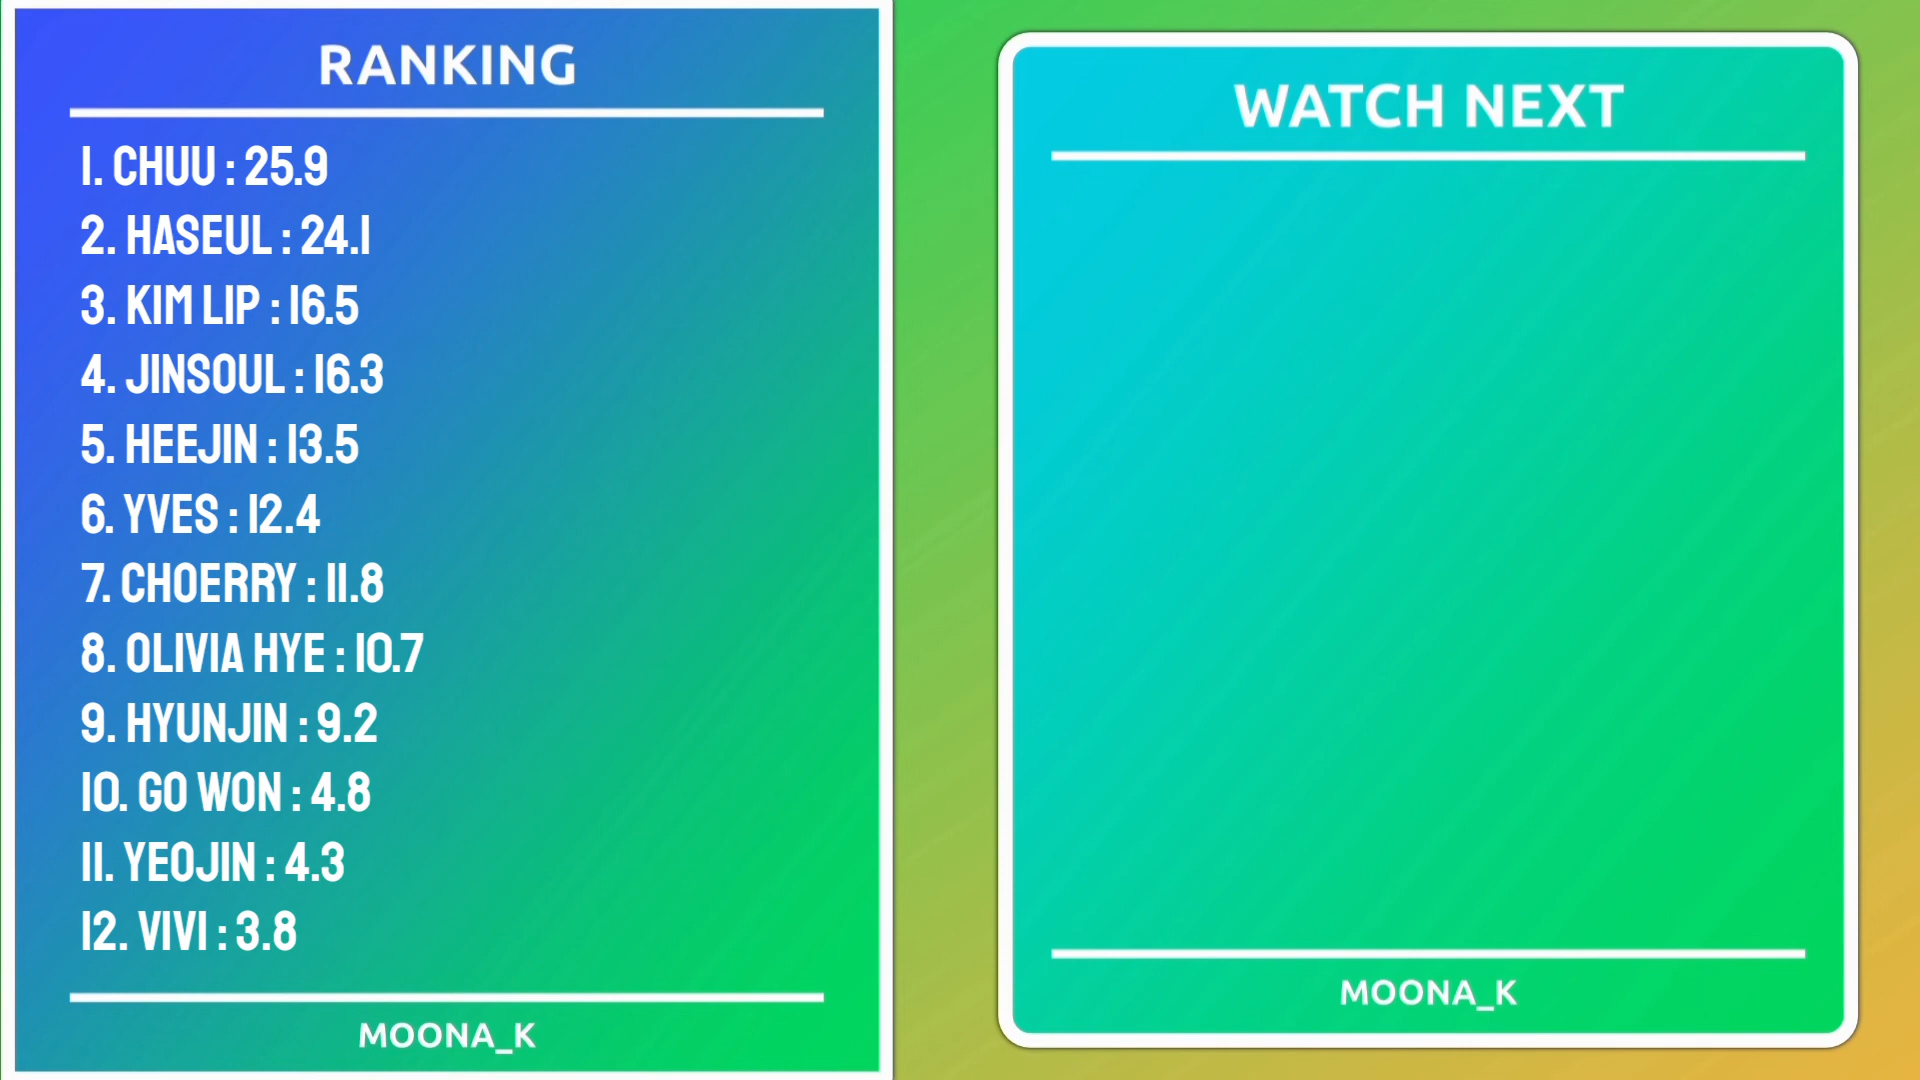 RANKING
1. CHUU : 25.9
2. HASEUL : 24.1
3. KIM LIP : 16.5
4. JINSOUL : 16.3
5. HEEJIN : 13.5
6. YVES : 12.4
7. CHOERRY : 11.8
8. OLIVIA HYE : 10.7
9. HYUNJIN : 9.2
10. GO WON : 4.8
11. YEOJIN : 4.3
12. VIVI : 3.8
MOONA_K
WATCH NEXT
MOONA_K